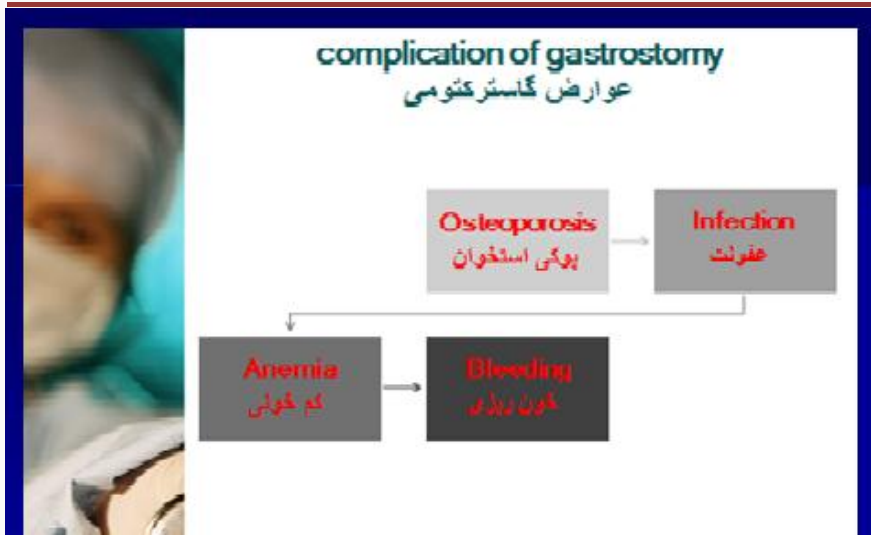 complication of gastrostomy
عوارض گاسترکتومی
Osteoporosis
پوکی استخوان
Infection
عفونت
Anemia
کم خونی
Bleeding
خون ریزی